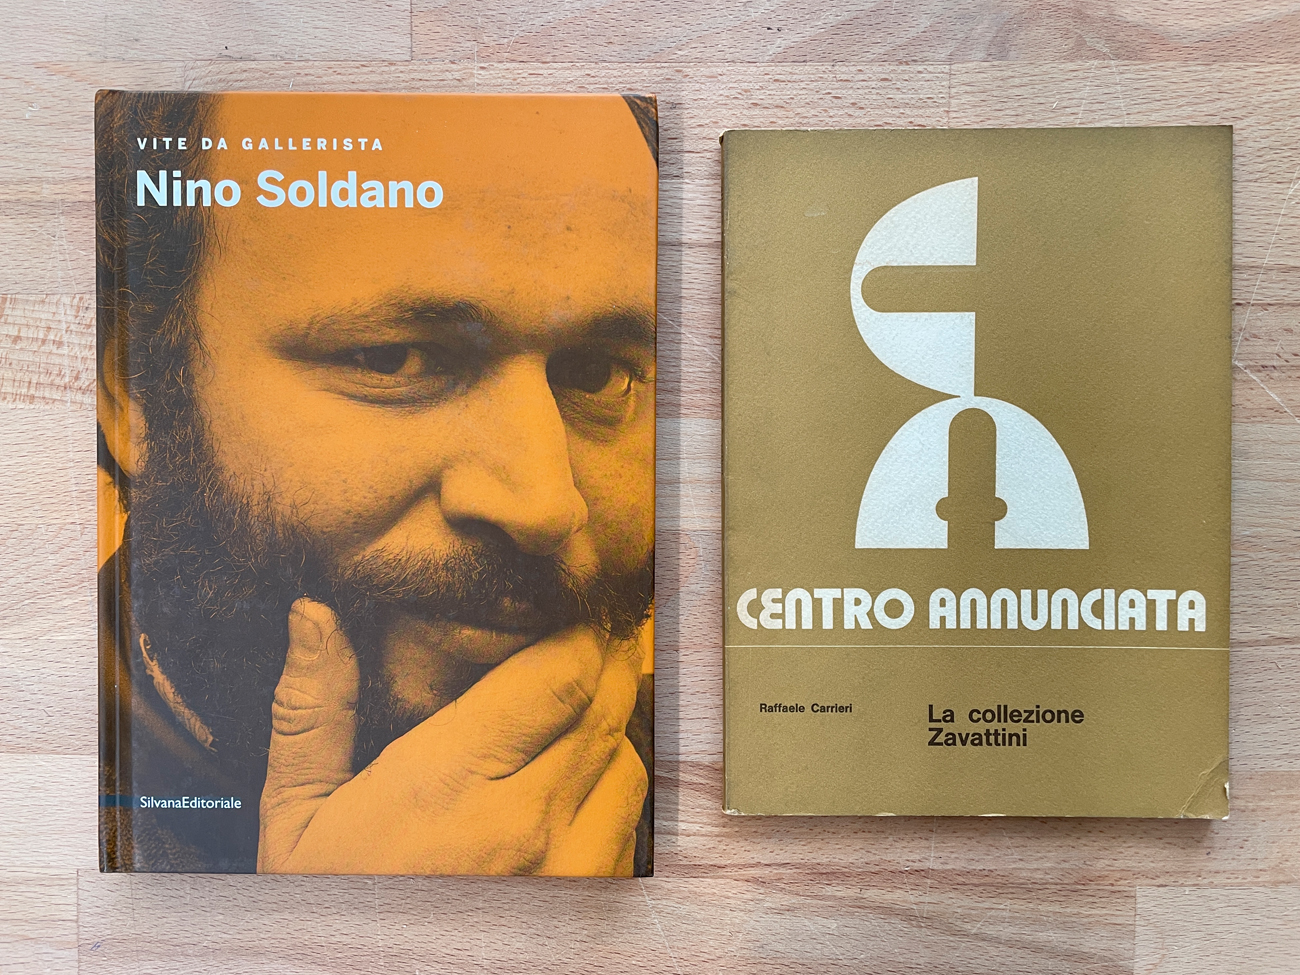 VITE DA GALLERISTA
Nino Soldano
SilvanaEditoriale
CENTRO ANNUNCIATA
Raffaele Carrieri
La collezione
Zavattini